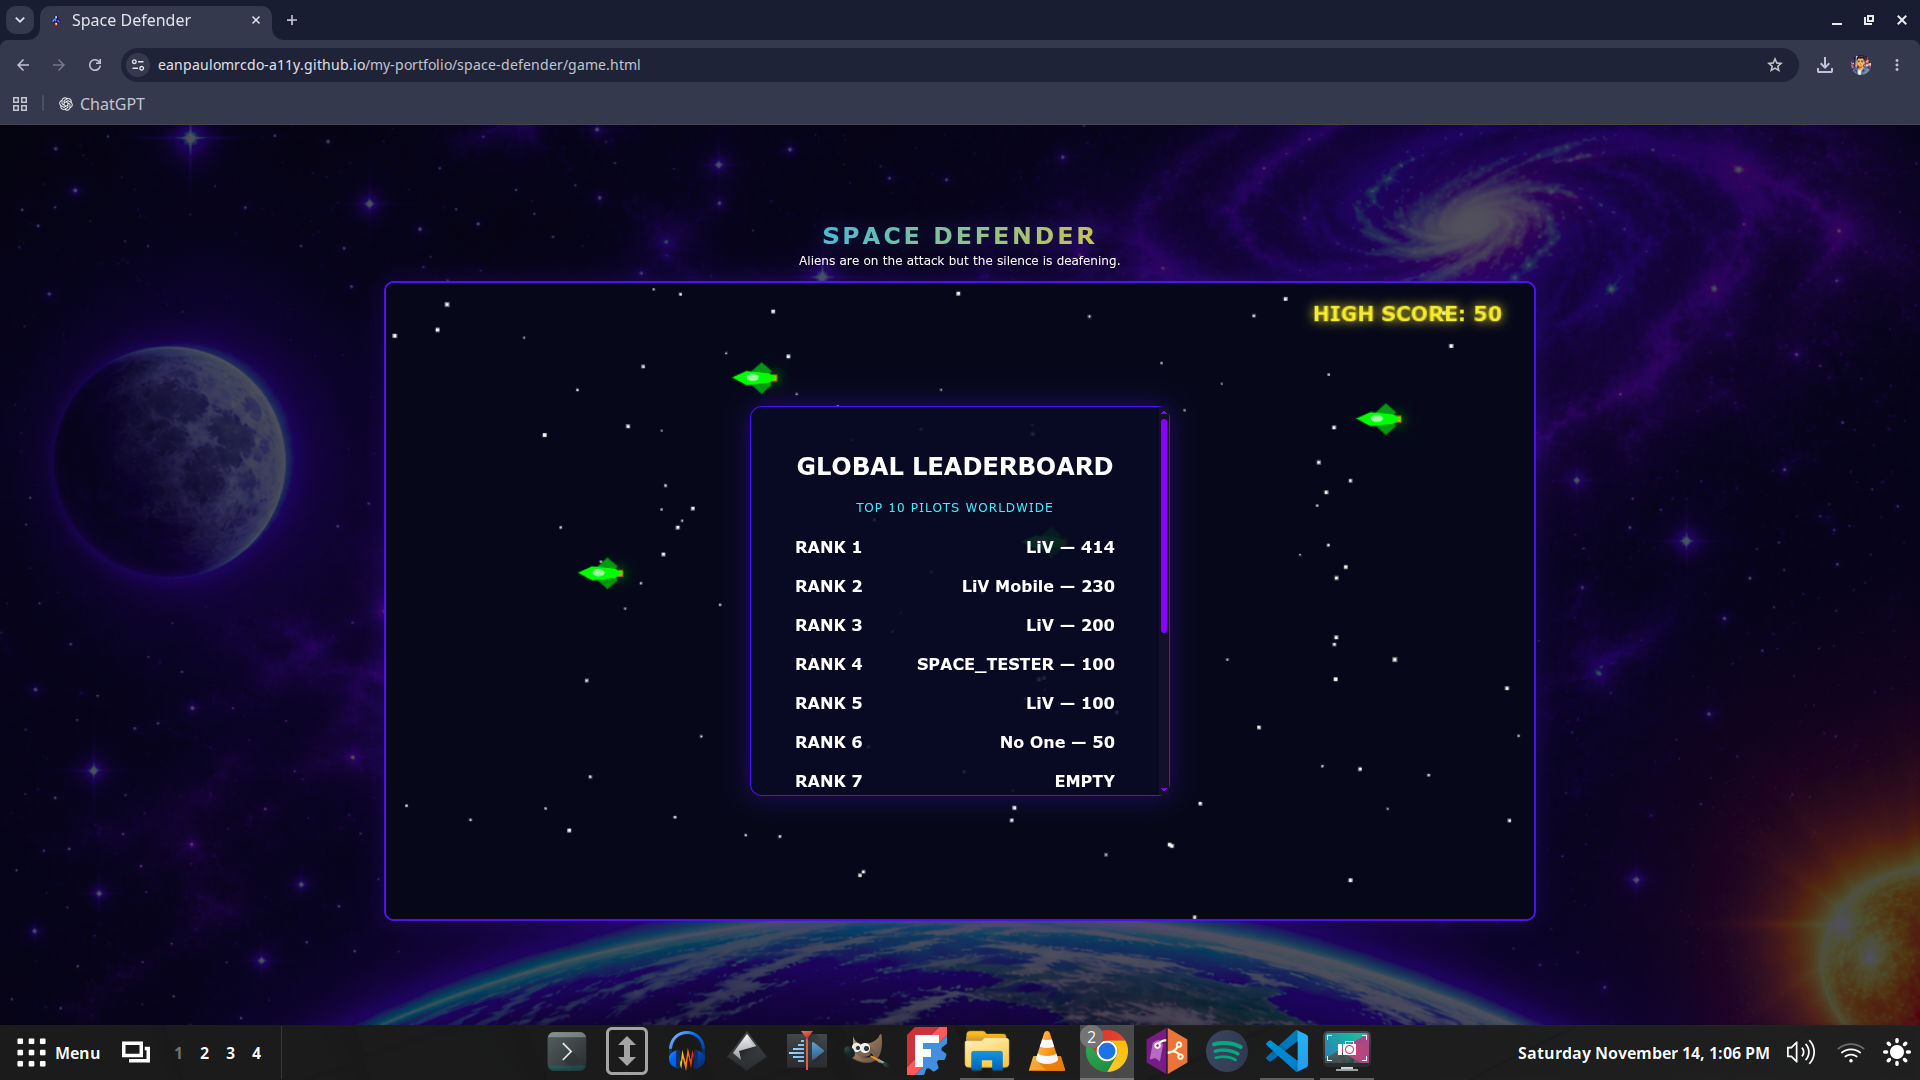 Space Defender
eanpaulomrcdo-a11y.github.io/my-portfolio/space-defender/game.html
ChatGPT
SPACE DEFENDER
Aliens are on the attack but the silence is deafening.
HIGH SCORE: 50
GLOBAL LEADERBOARD
TOP 10 PILOTS WORLDWIDE
RANK 1 LiV — 414
RANK 2 LiV Mobile — 230
RANK 3 LiV — 200
RANK 4 SPACE_TESTER — 100
RANK 5 LiV — 100
RANK 6 No One — 50
RANK 7 EMPTY
Menu 1 2 3 4 2 Saturday November 14, 1:06 PM